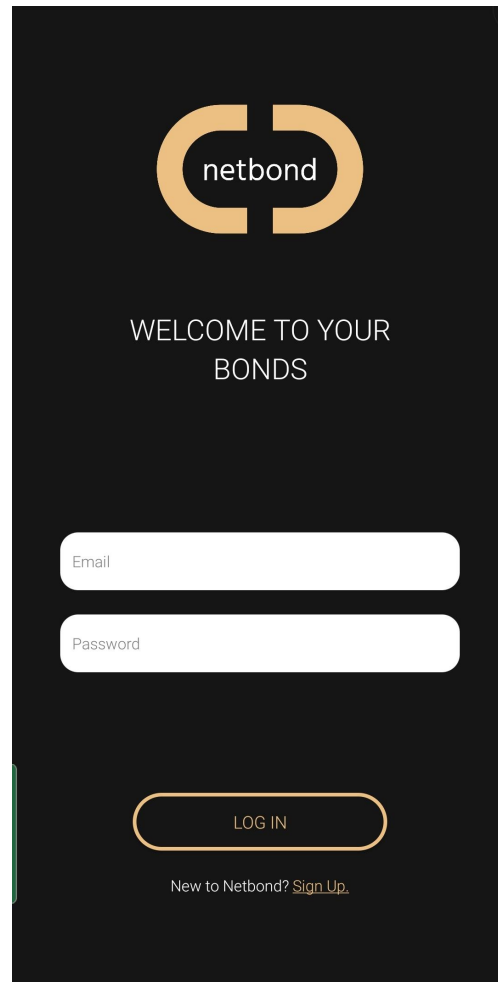 netbond
WELCOME TO YOUR
BONDS
Email
Password
LOG IN
New to Netbond? Sign Up.